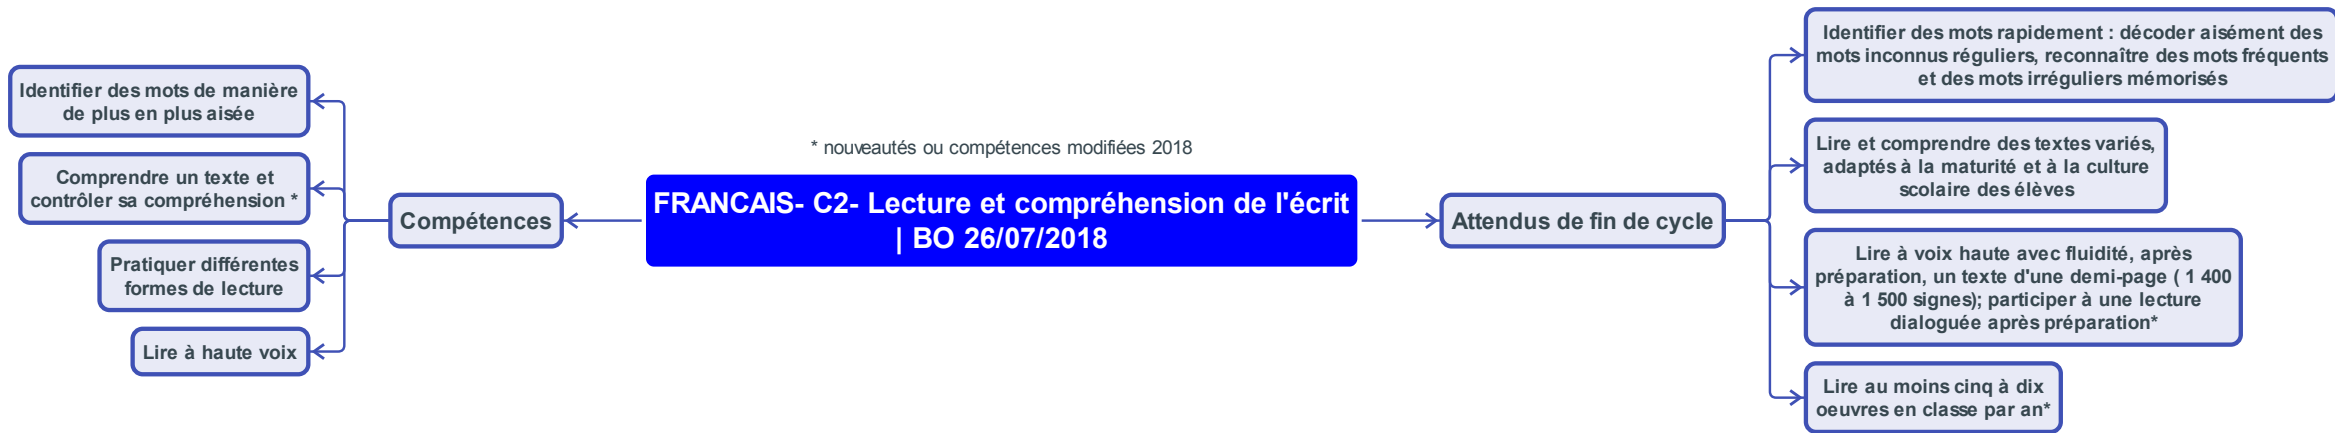 * nouveautés ou compétences modifiées 2018
FRANCAIS- C2- Lecture et compréhension de l'écrit
| BO 26/07/2018
Compétences
Identifier des mots de manière
de plus en plus aisée
Comprendre un texte et
contrôler sa compréhension *
Pratiquer différentes
formes de lecture
Lire à haute voix
Attendus de fin de cycle
Identifier des mots rapidement : décoder aisément des
mots inconnus réguliers, reconnaître des mots fréquents
et des mots irréguliers mémorisés
Lire et comprendre des textes variés,
adaptés à la maturité et à la culture
scolaire des élèves
Lire à voix haute avec fluidité, après
préparation, un texte d'une demi-page ( 1 400
à 1 500 signes); participer à une lecture
dialoguée après préparation*
Lire au moins cinq à dix
oeuvres en classe par an*